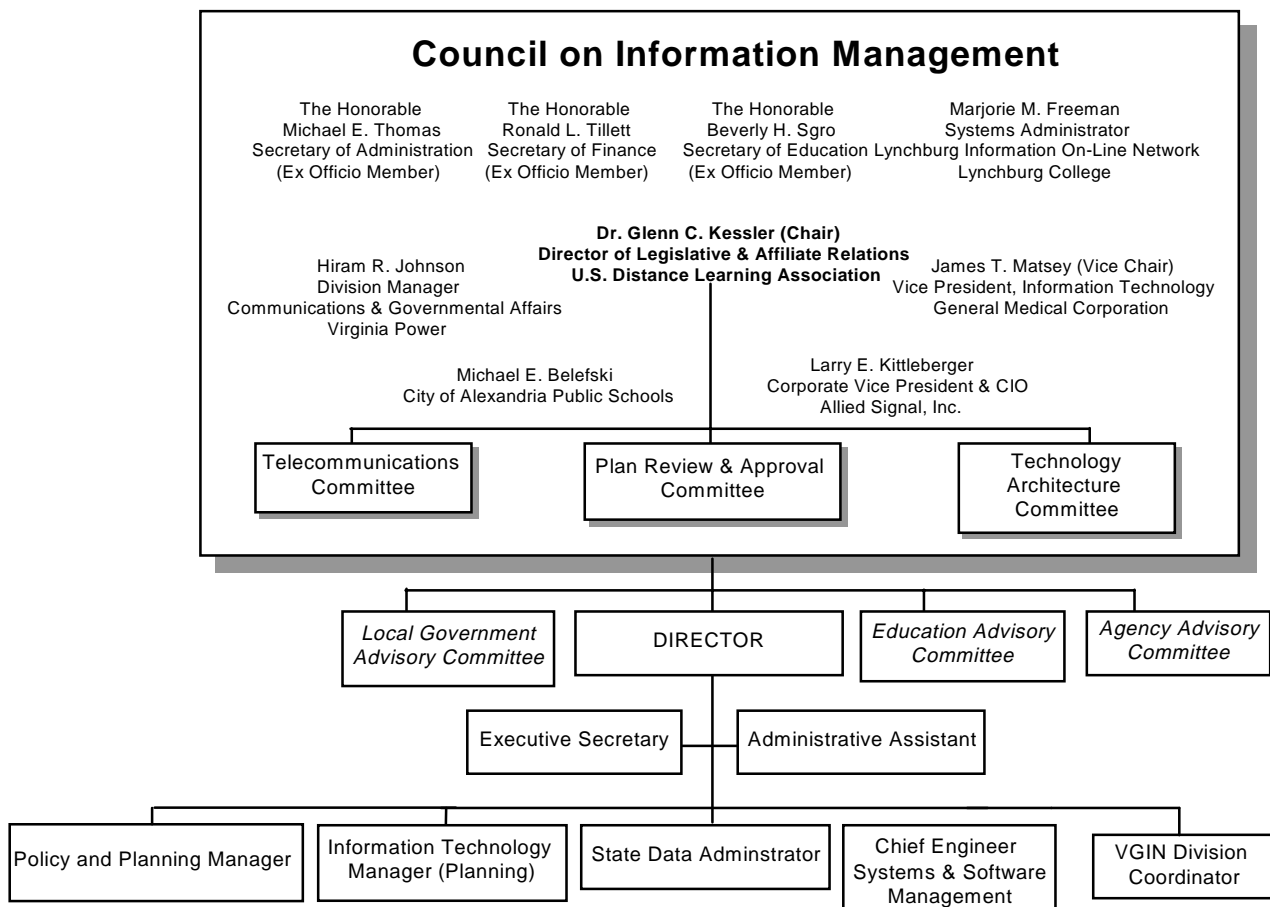 Council on Information Management
The Honorable
Michael E. Thomas
Secretary of Administration
(Ex Officio Member)
The Honorable
Ronald L. Tillett
Secretary of Finance
(Ex Officio Member)
The Honorable
Beverly H. Sgro
Secretary of Education
(Ex Officio Member)
Marjorie M. Freeman
Systems Administrator
Lynchburg Information On-Line Network
Lynchburg College
Dr. Glenn C. Kessler (Chair)
Director of Legislative & Affiliate Relations
U.S. Distance Learning Association
Hiram R. Johnson
Division Manager
Communications & Governmental Affairs
Virginia Power
James T. Matsey (Vice Chair)
Vice President, Information Technology
General Medical Corporation
Michael E. Belefski
City of Alexandria Public Schools
Larry E. Kittleberger
Corporate Vice President & CIO
Allied Signal, Inc.
Telecommunications
Committee
Plan Review & Approval
Committee
Technology
Architecture
Committee
Local Government
Advisory Committee
DIRECTOR
Education Advisory
Committee
Agency Advisory
Committee
Executive Secretary
Administrative Assistant
Policy and Planning Manager
Information Technology
Manager (Planning)
State Data Adminstrator
Chief Engineer
Systems & Software
Management
VGIN Division
Coordinator